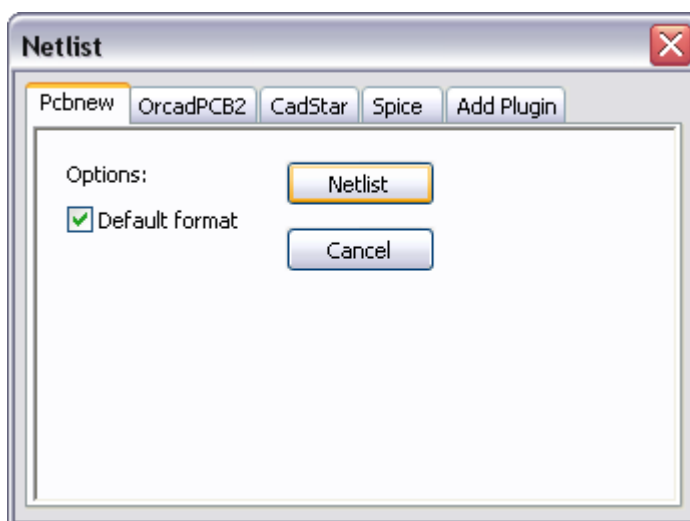 Netlist
Pcbnew OrcadPCB2 CadStar Spice Add Plugin
Options: Netlist
Default format
Cancel